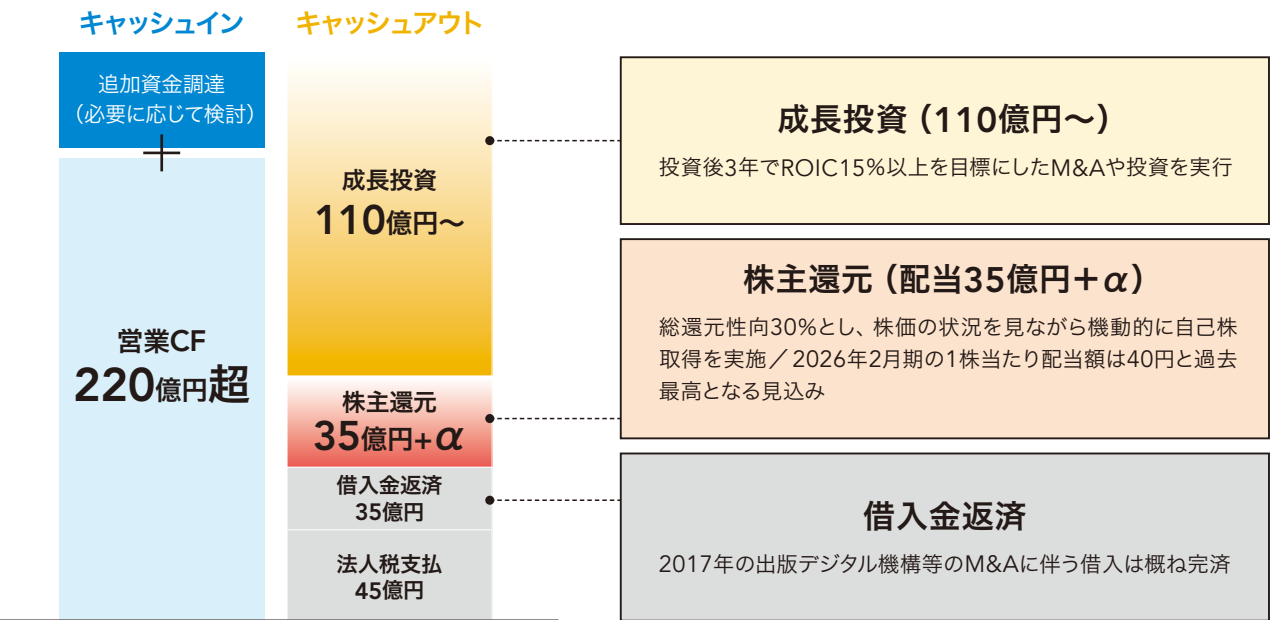 キャッシュイン
キャッシュアウト
追加資金調達
（必要に応じて検討）
＋
営業CF
220億円超
成長投資
110億円～
株主還元
35億円+α
借入金返済
35億円
法人税支払
45億円
成長投資（110億円～）
投資後3年でROIC15%以上を目標にしたM&Aや投資を実行
株主還元（配当35億円＋α）
総還元性向30%とし、株価の状況を見ながら機動的に自己株
取得を実施／2026年2月期の1株当たり配当額は40円と過去
最高となる見込み
借入金返済
2017年の出版デジタル機構等のM&Aに伴う借入は概ね完済